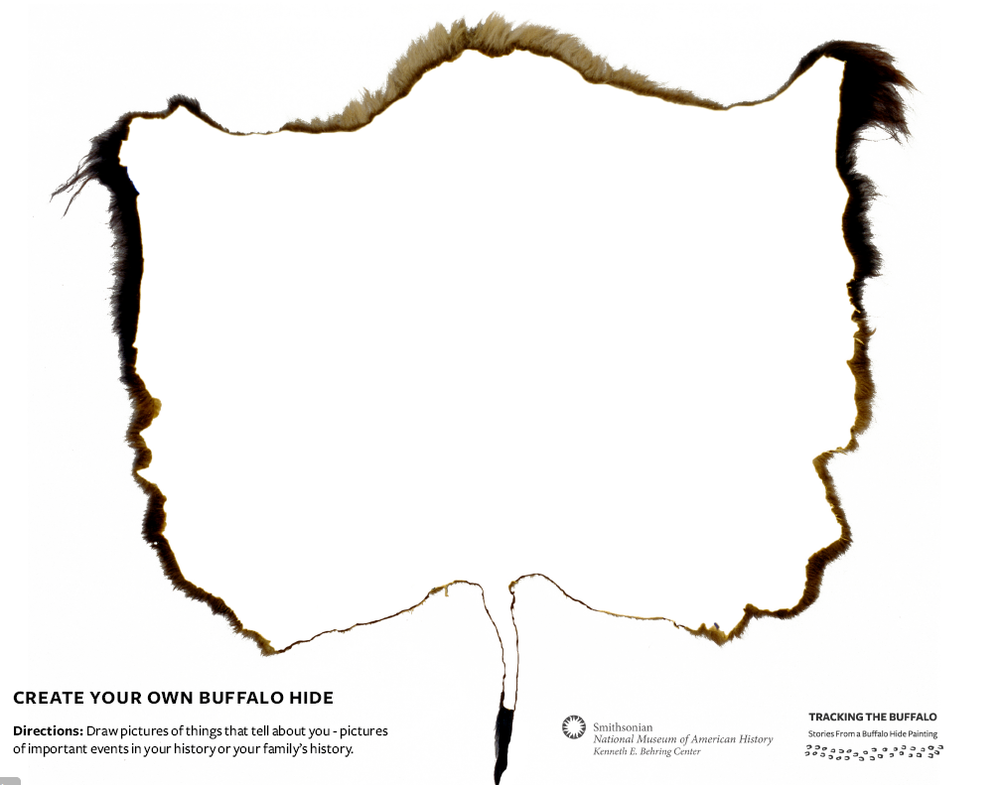 CREATE YOUR OWN BUFFALO HIDE
Directions: Draw pictures of things that tell about you - pictures
of important events in your history or your family's history.
Smithsonian
National Museum of American History
Kenneth E. Behring Center
TRACKING THE BUFFALO
Stories From a Buffalo Hide Painting